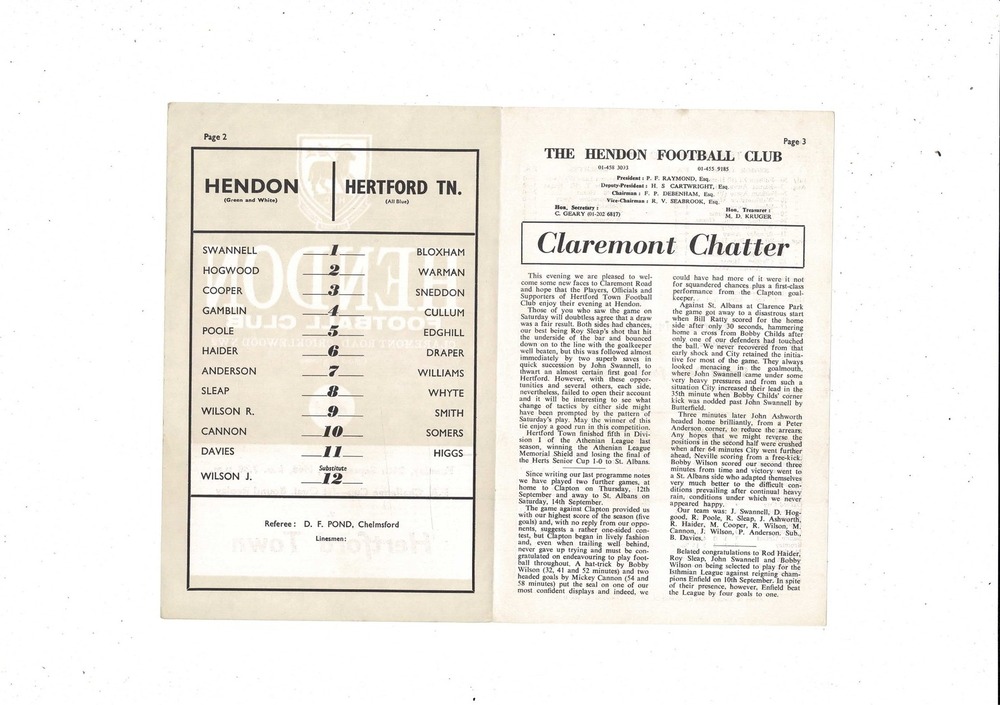 Page 2
HENDON
(Green and White)
HERTFORD TN.
(All Blue)
SWANNELL 1 BLOXHAM
HOGWOOD 2 WARMAN
COOPER 3 SNEDDON
GAMBLIN 4 CULLUM
POOLE 5 EDGHILL
HAIDER 6 DRAPER
ANDERSON 7 WILLIAMS
SLEAP 8 WHYTE
WILSON R. 9 SMITH
CANNON 10 SOMERS
DAVIES 11 HIGGS
Substitute
WILSON J. 12
Referee : D. F. POND, Chelmsford
Linesmen :
Page 3
THE HENDON FOOTBALL CLUB
01-458 3033 01-455 9185
President : P. F. RAYMOND, Esq.
Deputy-President : H. S CARTWRIGHT, Esq.
Chairman : F. P. DEBENHAM, Esq.
Vice-Chairman : R. V. SEABROOK, Esq.
Hon. Secretary :
C. GEARY (01-202 6817)
Hon. Treasurer :
M. D. KRUGER
Claremont Chatter
This evening we are pleased to wel-
come some new faces to Claremont Road
and hope that the Players, Officials and
Supporters of Hertford Town Football
Club enjoy their evening at Hendon.
Those of you who saw the game on
Saturday will doubtless agree that a draw
was a fair result. Both sides had chances,
our best being Roy Sleap's shot that hit
the underside of the bar and bounced
down on to the line with the goalkeeper
well beaten, but this was followed almost
immediately by two superb saves in
quick succession by John Swannell, to
thwart an almost certain first goal for
Hertford. However, with these oppor-
tunities and several others, each side,
nevertheless, failed to open their account
and it will be interesting to see what
change of tactics by either side might
have been prompted by the pattern of
Saturday's play. May the winner of this
tie enjoy a good run in this competition.
Hertford Town finished fifth in Divi-
sion 1 of the Athenian League last
season, winning the Athenian League
Memorial Shield and losing the final of
the Herts Senior Cup 1-0 to St. Albans.
Since writing our last programme notes
we have played two further games, at
home to Clapton on Thursday, 12th
September and away to St. Albans on
Saturday, 14th September.
The game against Clapton provided us
with our highest score of the season (five
goals) and, with no reply from our oppo-
nents, suggests a rather one-sided con-
test, but Clapton began in lively fashion
and, even when trailing well behind,
never gave up trying and must be con-
gratulated on endeavouring to play foot-
ball throughout. A hat-trick by Bobby
Wilson (32, 41 and 52 minutes) and two
headed goals by Mickey Cannon (54 and
58 minutes) put the seal on one of our
most confident displays and indeed, we
could have had more of it were it not
for squandered chances plus a first-class
performance from the Clapton goal-
keeper.
Against St. Albans at Clarence Park
the game got away to a disastrous start
when Bill Ratty scored for the home
side after only 30 seconds, hammering
home a cross from Bobby Childs after
only one of our defenders had touched
the ball. We never recovered from that
early shock and City retained the initia-
tive for most of the game. They always
looked menacing in the goalmouth,
where John Swannell came under some
very heavy pressures and from such a
situation City increased their lead in the
35th minute when Bobby Childs' corner
kick was nodded past John Swannell by
Butterfield.
Three minutes later John Ashworth
headed home brilliantly, from a Peter
Anderson corner, to reduce the arrears.
Any hopes that we might reverse the
positions in the second half were crushed
when after 64 minutes City went further
ahead, Neville scoring from a free-kick.
Bobby Wilson scored our second three
minutes from time and victory went to
a St. Albans side who adapted themselves
very much better to the difficult con-
ditions prevailing after continual heavy
rain, conditions under which we never
appeared happy.
Our team was: J. Swannell, D. Hog-
good, R. Poole, R. Sleap, J. Ashworth,
R. Haider, M. Cooper, R. Wilson, M.
Cannon, J. Wilson, P. Anderson. Sub.,
B. Davies.
Belated congratulations to Rod Haider,
Roy Sleap, John Swannell and Bobby
Wilson on being selected to play for the
Isthmian League against reigning cham-
pions Enfield on 10th September. In spite
of their presence, however, Enfield beat
the League by four goals to one.